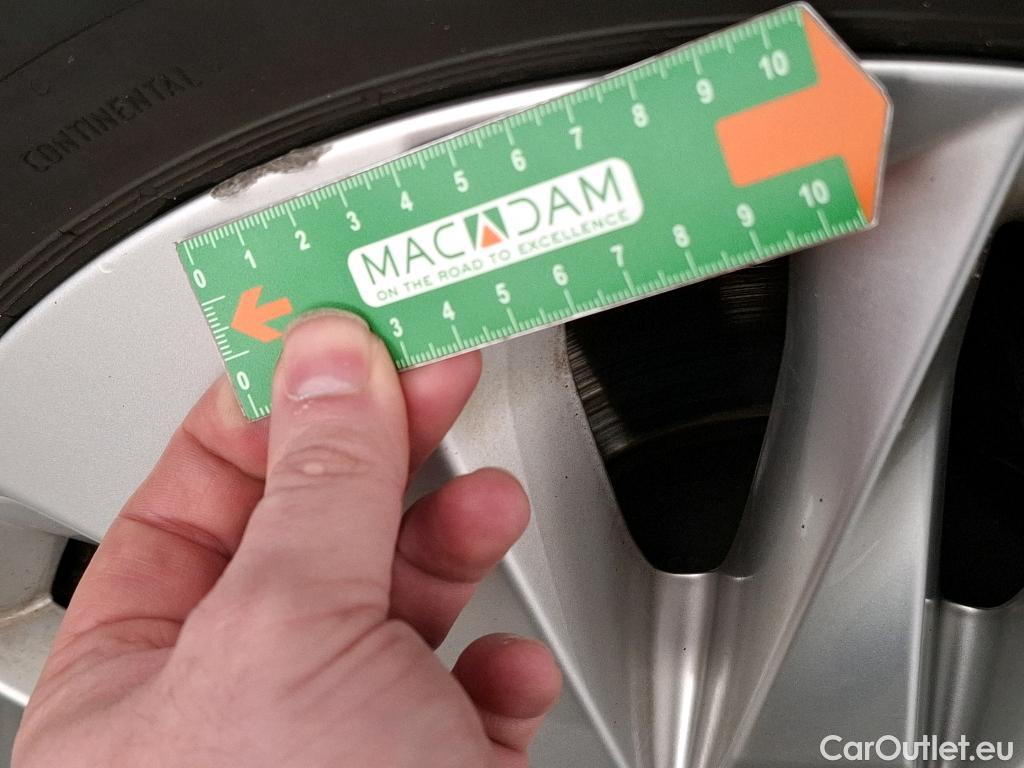 CONTINENTAL
0 1 2 3 4 5 6 7 8 9 10
MACADAM
ON THE ROAD TO EXCELLENCE
0 3 4 5 6 7 8 9 10
CarOutlet.eu